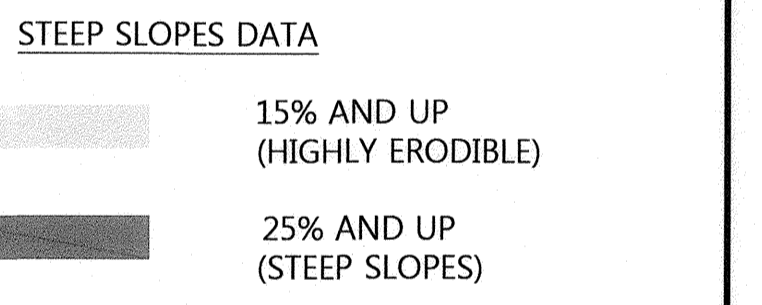 STEEP SLOPES DATA
15% AND UP
(HIGHLY ERODIBLE)
25% AND UP
(STEEP SLOPES)